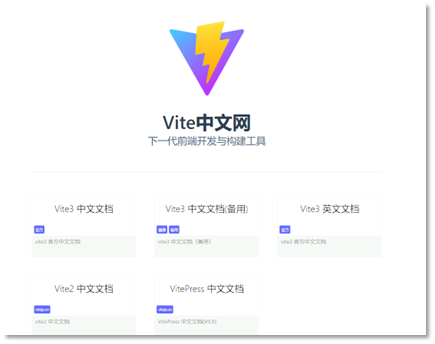 Vite中文网
下一代前端开发与构建工具
Vite3 中文文档
官方
vite3 官方中文文档
Vite3 中文文档(备用)
镜像 备用
vite3 中文文档（备用）
Vite3 英文文档
官方
vite3 官方中文文档
Vite2 中文文档
vitejs.cn
vite2 中文文档
VitePress 中文文档
vitejs.cn
VitePress 中文文档(V0.X)